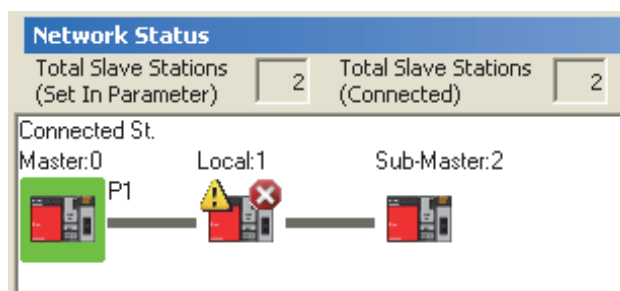 Network Status
Total Slave Stations
(Set In Parameter)
2
Total Slave Stations
(Connected)
2
Connected St.
Master:0
Local:1
Sub-Master:2
P1